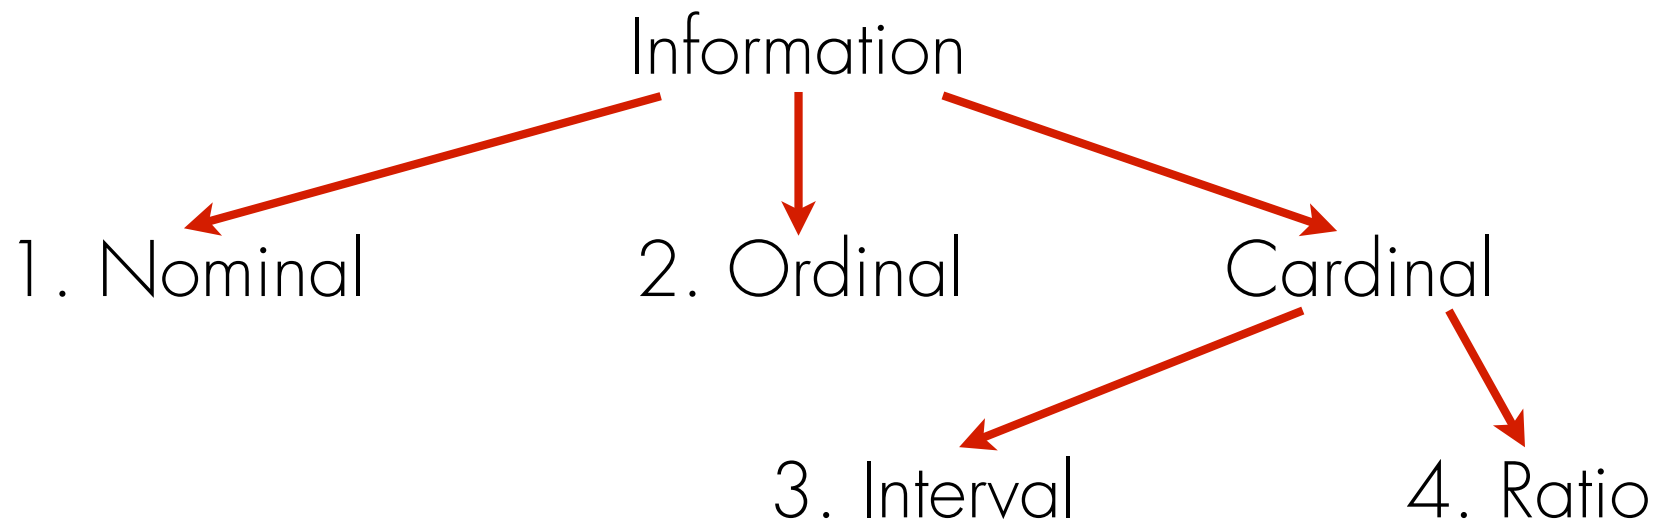 Information
1. Nominal
2. Ordinal
Cardinal
3. Interval
4. Ratio